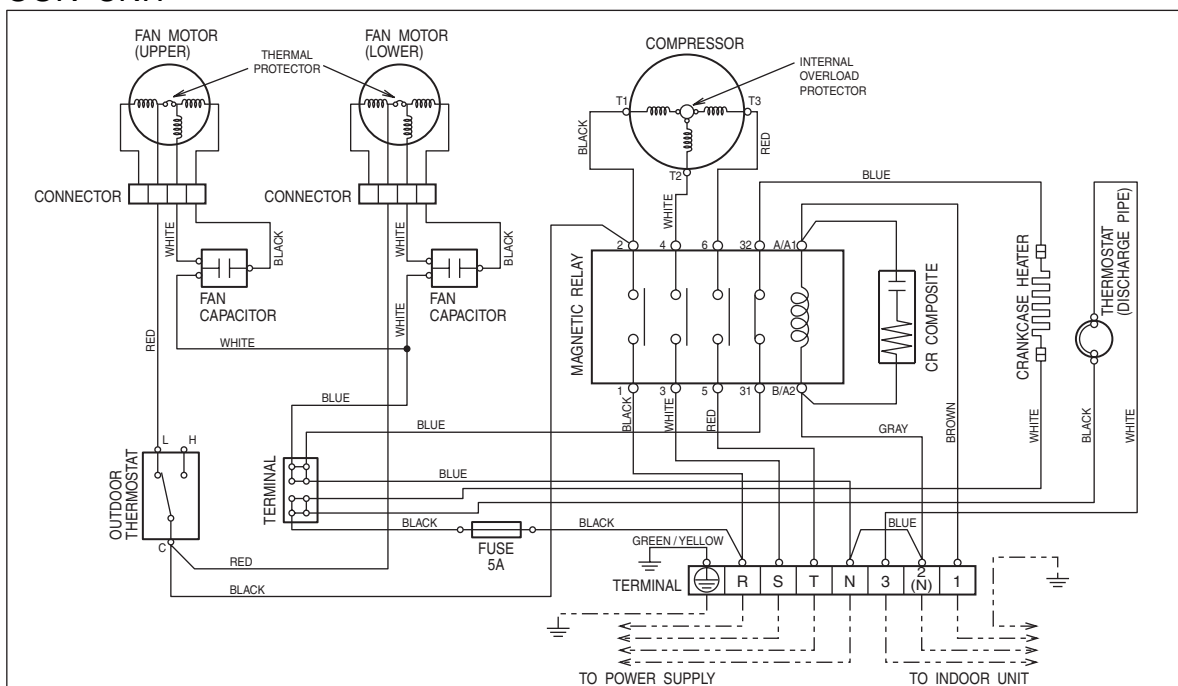 FAN MOTOR
(UPPER)
FAN MOTOR
(LOWER)
THERMAL
PROTECTOR
COMPRESSOR
INTERNAL
OVERLOAD
PROTECTOR
T1
T3
T2
BLACK
RED
WHITE
BLUE
CONNECTOR
CONNECTOR
WHITE
BLACK
WHITE
BLACK
FAN
CAPACITOR
FAN
CAPACITOR
2
4
6
32
A/A1
MAGNETIC RELAY
CR COMPOSITE
CRANKCASE HEATER
THERMOSTAT
(DISCHARGE PIPE)
RED
WHITE
WHITE
1
3
5
31
B/A2
BLACK
WHITE
RED
GRAY
BROWN
WHITE
BLACK
WHITE
BLUE
BLUE
L
H
OUTDOOR
THERMOSTAT
C
TERMINAL
BLUE
BLACK
BLACK
FUSE
5A
BLUE
GREEN / YELLOW
RED
BLACK
TERMINAL
R
S
T
N
3
2
(N)
1
TO POWER SUPPLY
TO INDOOR UNIT